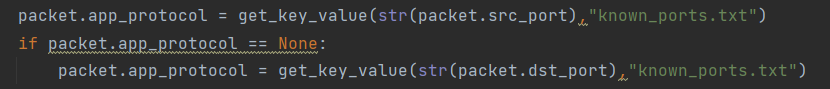 packet.app_protocol = get_key_value(str(packet.src_port),"known_ports.txt")
if packet.app_protocol == None:
    packet.app_protocol = get_key_value(str(packet.dst_port),"known_ports.txt")